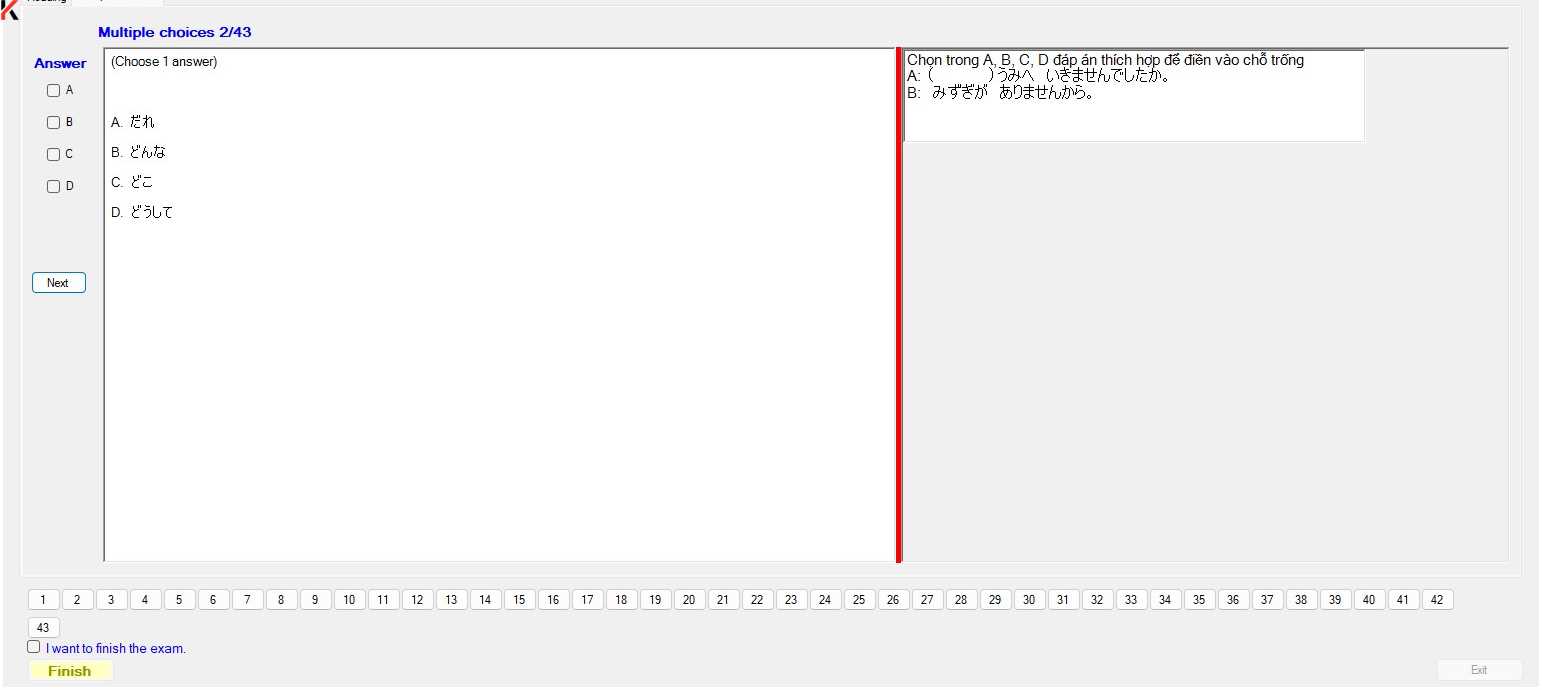 Multiple choices 2/43
Answer
(Choose 1 answer)
A
B
C
D
A. だれ
B. どんな
C. どこ
D. どうして
Next
Chọn trong A, B, C, D đáp án thích hợp để điền vào chỗ trống
A: (　　　)うみへ　いきませんでしたか。
B:　みずぎが　ありませんから。
1 2 3 4 5 6 7 8 9 10 11 12 13 14 15 16 17 18 19 20 21 22 23 24 25 26 27 28 29 30 31 32 33 34 35 36 37 38 39 40 41 42
43
I want to finish the exam.
Finish
Exit